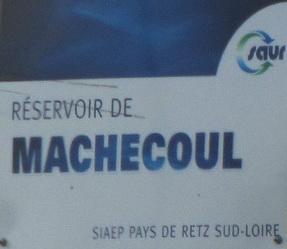 saur
RÉSERVOIR DE
MACHECOUL
SIAEP PAYS DE RETZ SUD-LOIRE